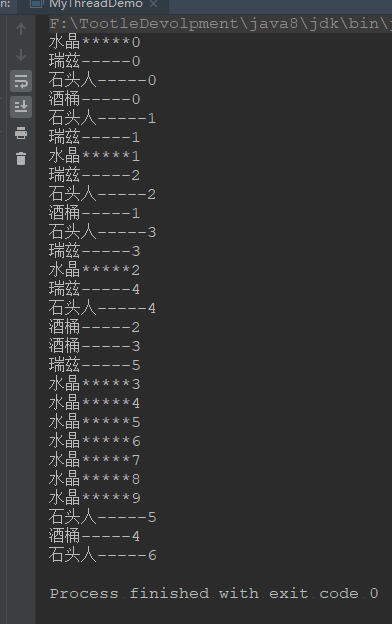 n: MyThreadDemo ×
F:\TootleDevolpment\java8\jdk\bin\j
水晶*****0
瑞兹-----0
石头人-----0
酒桶-----0
石头人-----1
瑞兹-----1
水晶*****1
瑞兹-----2
石头人-----2
酒桶-----1
石头人-----3
瑞兹-----3
水晶*****2
瑞兹-----4
石头人-----4
酒桶-----2
酒桶-----3
瑞兹-----5
水晶*****3
水晶*****4
水晶*****5
水晶*****6
水晶*****7
水晶*****8
水晶*****9
石头人-----5
酒桶-----4
石头人-----6
Process finished with exit code 0